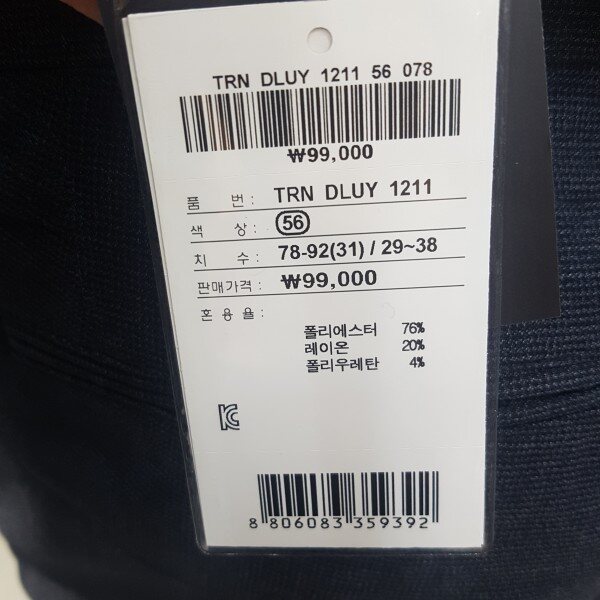 TRN DLUY 1211 56 078
₩99,000
품 번 : TRN DLUY 1211
색 상 : 56
치 수 : 78-92(31) / 29~38
판매가격 : ₩99,000
혼 용 율 :
폴리에스터 76%
레이온 20%
폴리우레탄 4%
KC
8 806083 359392